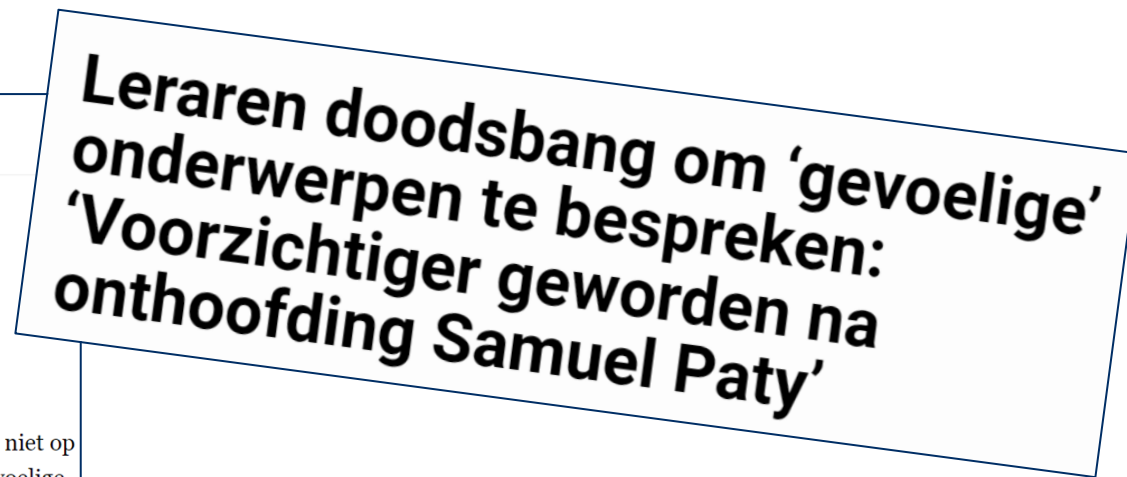 Leraren doodsbang om ‘gevoelige’
onderwerpen te bespreken:
‘Voorzichtiger geworden na
onthoofding Samuel Paty’
niet op